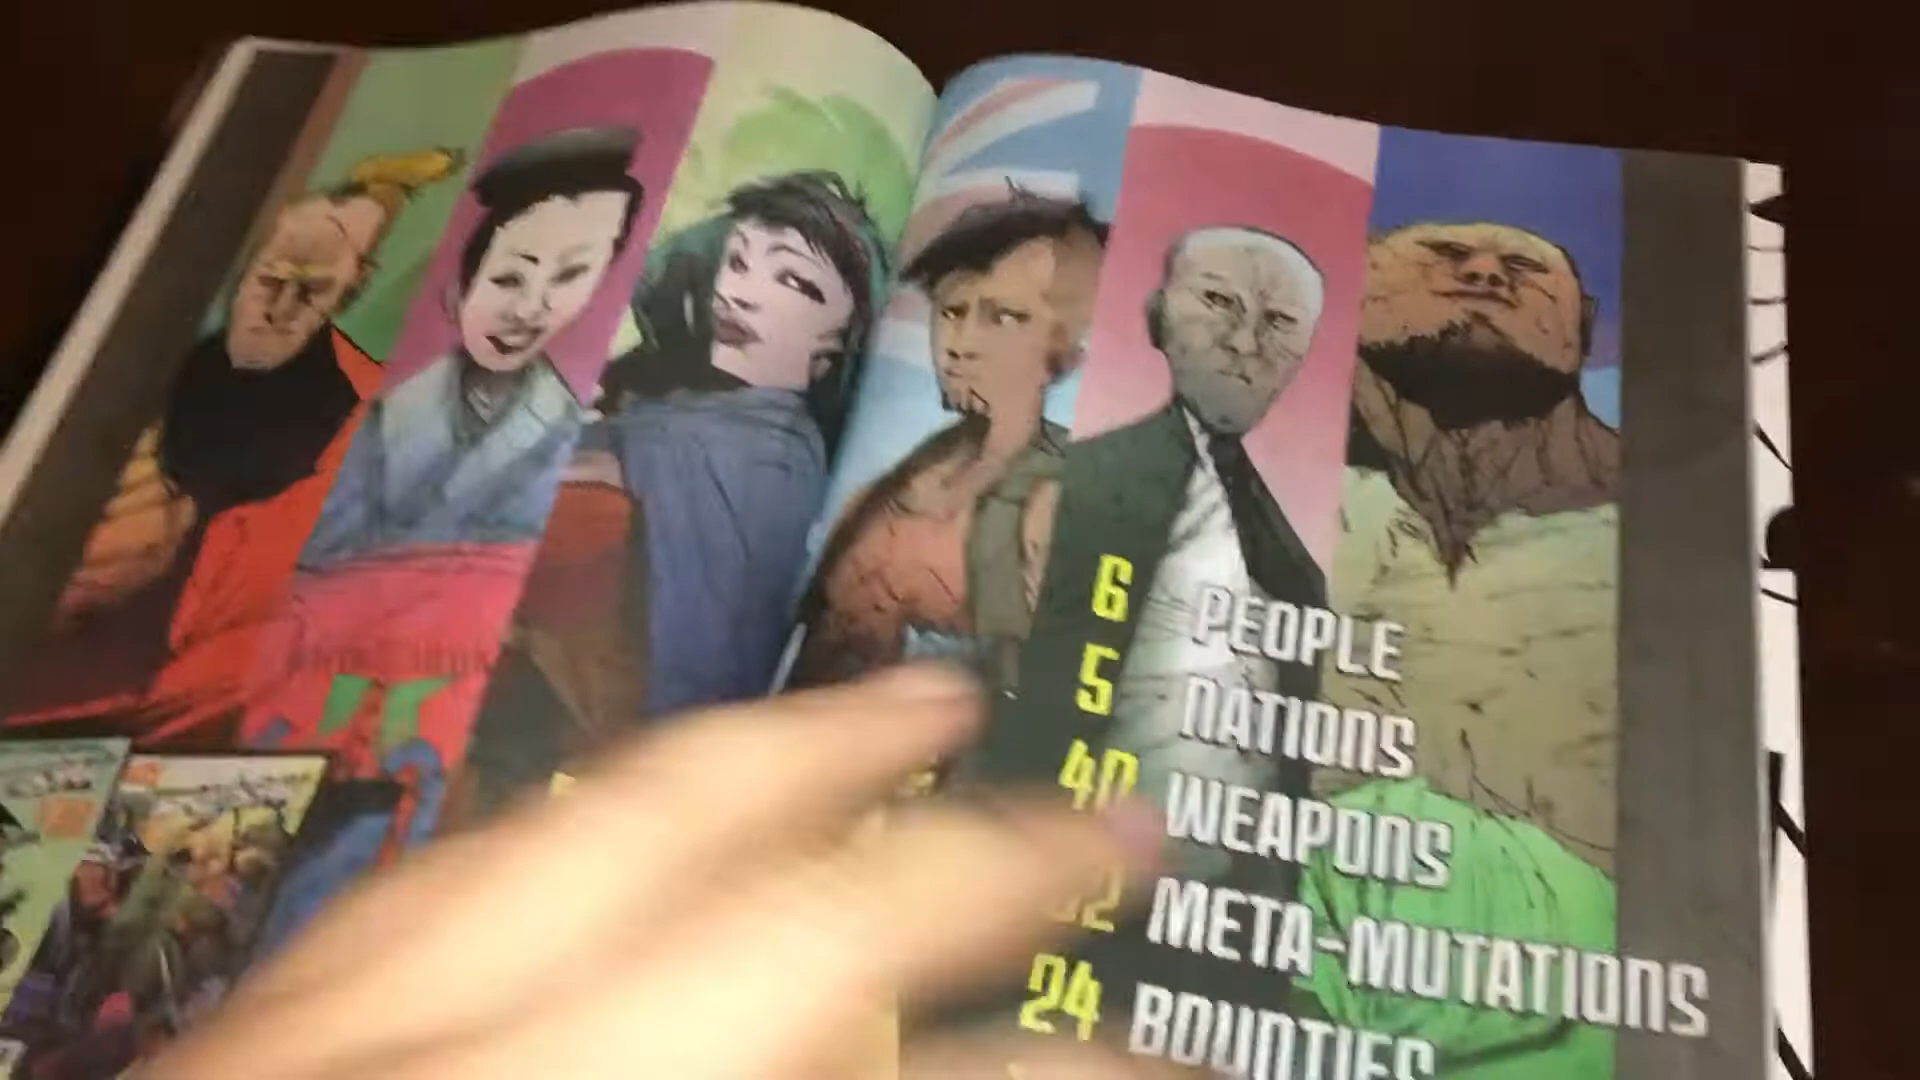 6 PEOPLE
5 NATIONS
40 WEAPONS
META-MUTATIONS
24 BOUNTIES